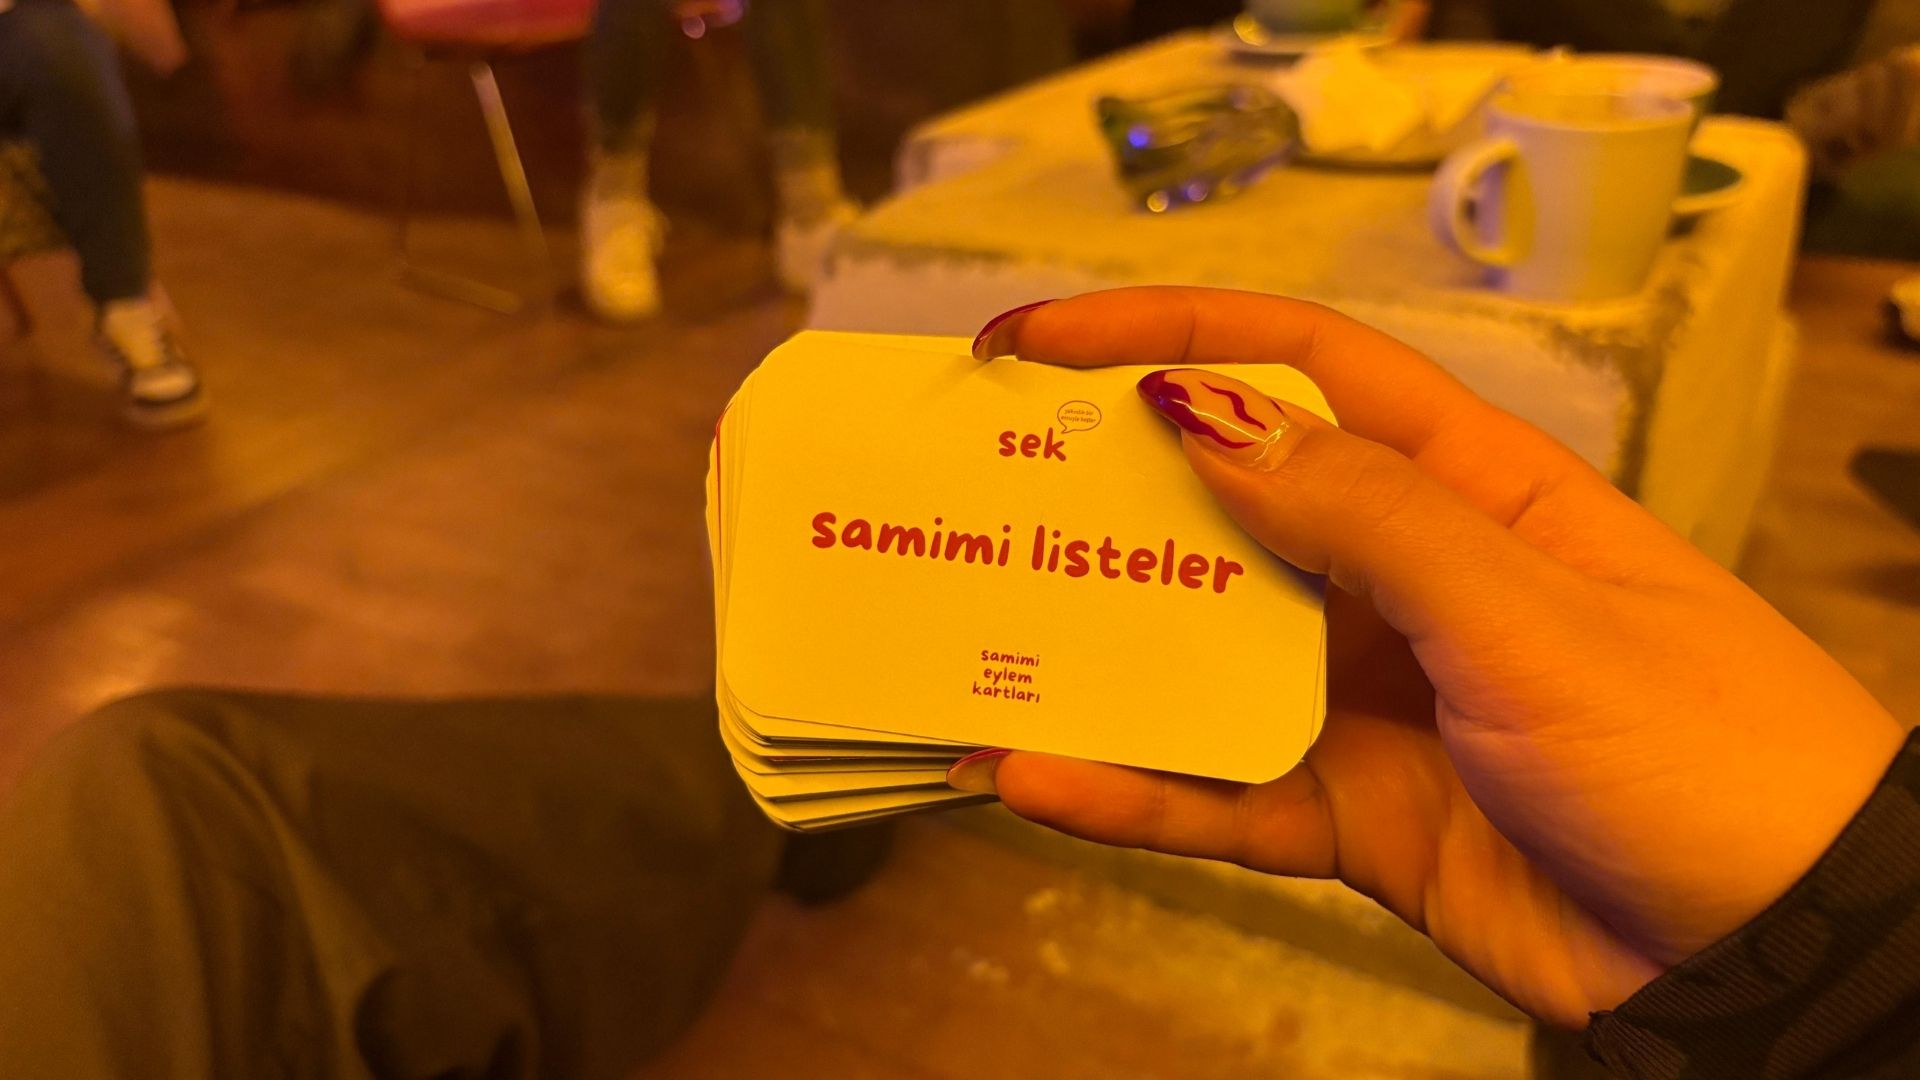 sek
samimi listeler
samimi
eylem
kartları